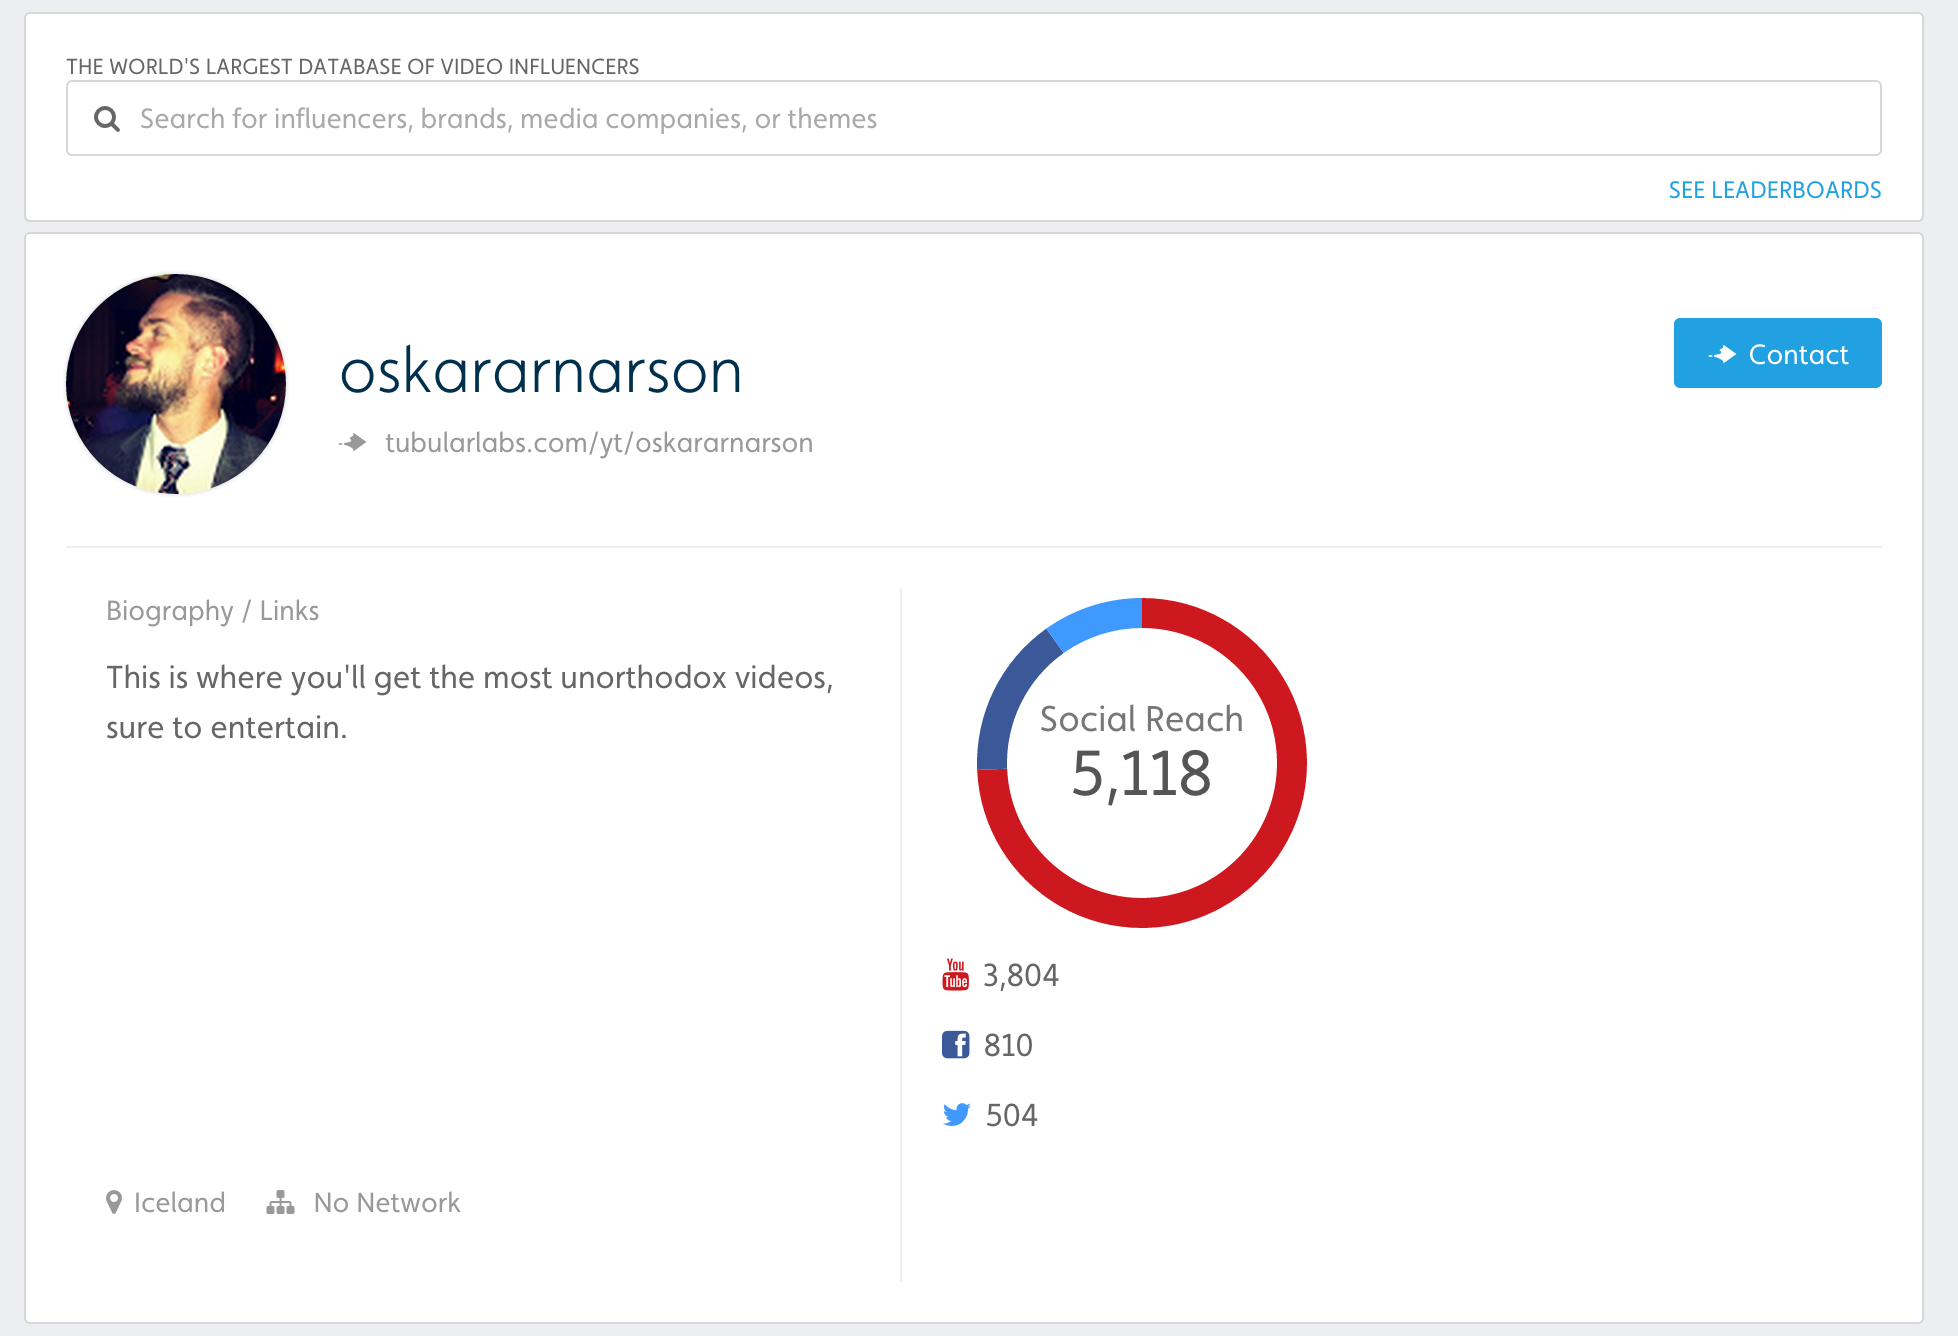 THE WORLD'S LARGEST DATABASE OF VIDEO INFLUENCERS
Search for influencers, brands, media companies, or themes
SEE LEADERBOARDS
oskararnarson
Contact
tubularlabs.com/yt/oskararnarson
Biography / Links
This is where you'll get the most unorthodox videos,
sure to entertain.
Social Reach
5,118
You
Tube
3,804
f
810
504
Iceland
No Network